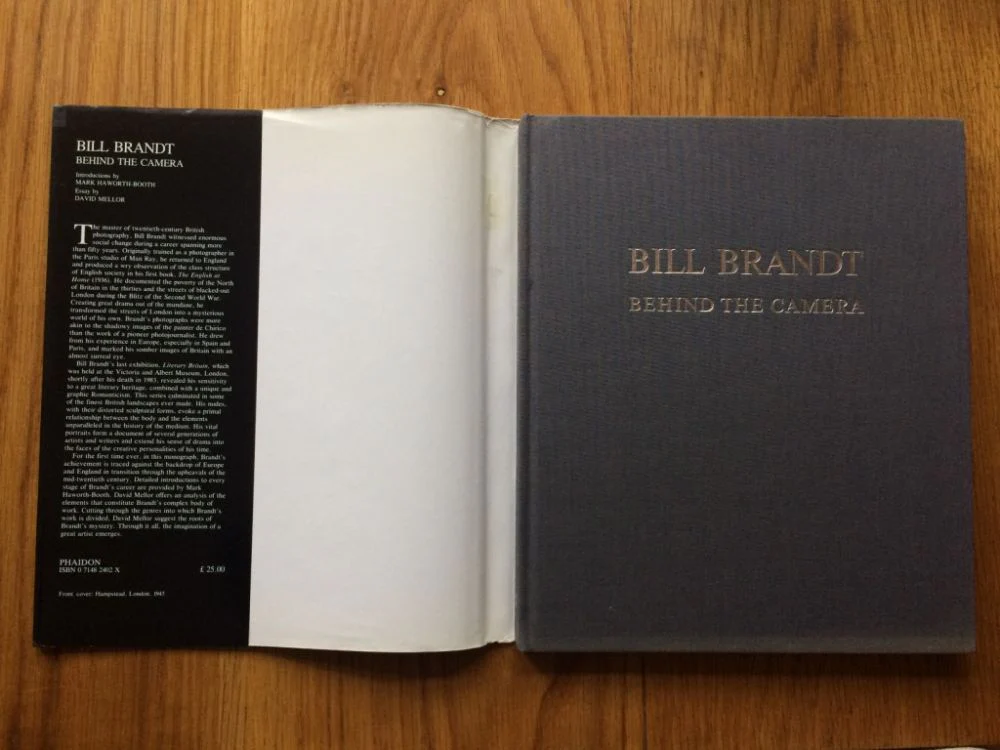 BILL BRANDT
BEHIND THE CAMERA
Introductions by
MARK HAWORTH-BOOTH
Essay by
DAVID MELLOR
The master of twentieth-century British
photography, Bill Brandt witnessed enormous
social change during a career spanning more
than fifty years. Originally trained as a photographer in
the Paris studio of Man Ray, he returned to England
and produced a wry observation of the class structure
of English society in his first book, The English at
Home (1936). He documented the poverty of the North
of Britain in the thirties and the streets of blacked-out
London during the Blitz of the Second World War.
Creating great drama out of the mundane, he
transformed the streets of London into a mysterious
world of his own. Brandt's photographs were more
akin to the shadowy images of the painter de Chirico
than the work of a pioneer photojournalist. He drew
from his experience in Europe, especially in Spain and
Paris, and marked his somber images of Britain with an
almost surreal eye.
Bill Brandt's last exhibition, Literary Britain, which
was held at the Victoria and Albert Museum, London,
shortly after his death in 1983, revealed his sensitivity
to a great literary heritage, combined with a unique and
graphic Romanticism. This series culminated in some
of the finest British landscapes ever made. His nudes,
with their distorted sculptural forms, evoke a primal
relationship between the body and the elements
unparalleled in the history of the medium. His vital
portraits form a document of several generations of
artists and writers and extend his sense of drama into
the faces of the creative personalities of his time.
For the first time ever, in this monograph, Brandt's
achievement is traced against the backdrop of Europe
and England in transition through the upheavals of the
mid-twentieth century. Detailed introductions to every
stage of Brandt's career are provided by Mark
Haworth-Booth. David Mellor offers an analysis of the
elements that constitute Brandt's complex body of
work. Cutting through the genres into which Brandt's
work is divided, David Mellor suggest the roots of
Brandt's mystery. Through it all, the imagination of a
great artist emerges.
PHAIDON
ISBN 0 7148 2402 X
£ 25.00
Front cover: Hampstead, London, 1945
BILL BRANDT
BEHIND THE CAMERA